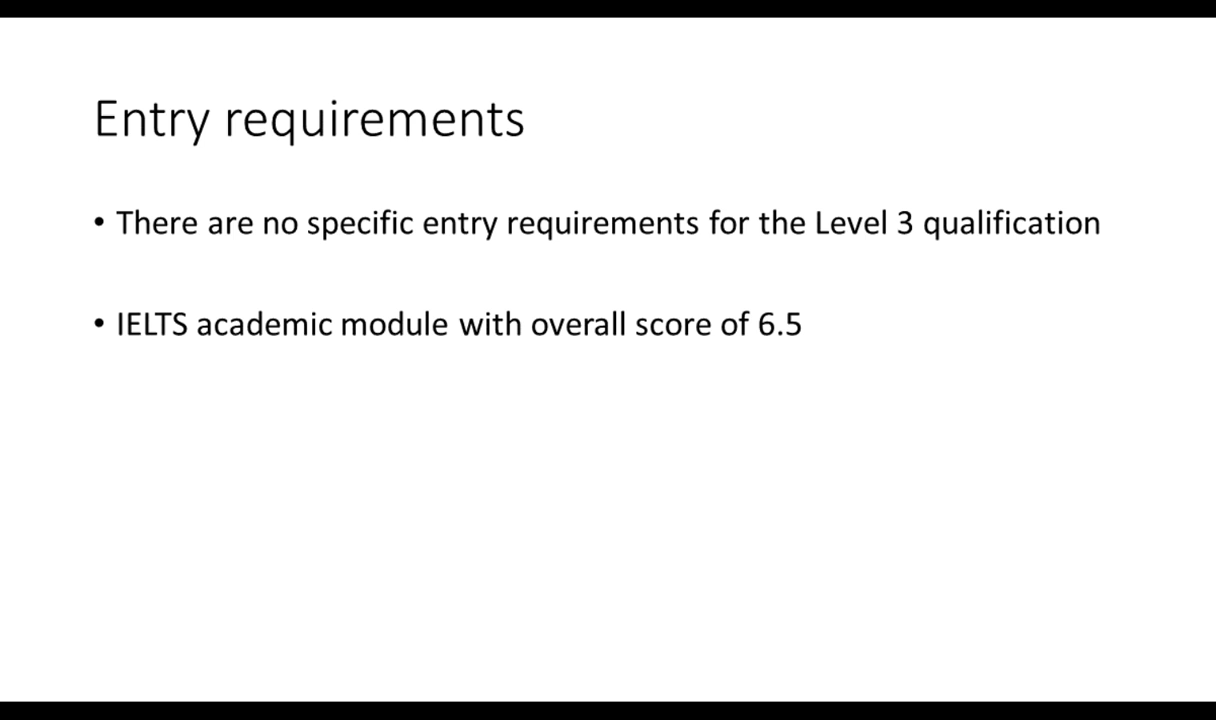 Entry requirements
• There are no specific entry requirements for the Level 3 qualification
• IELTS academic module with overall score of 6.5